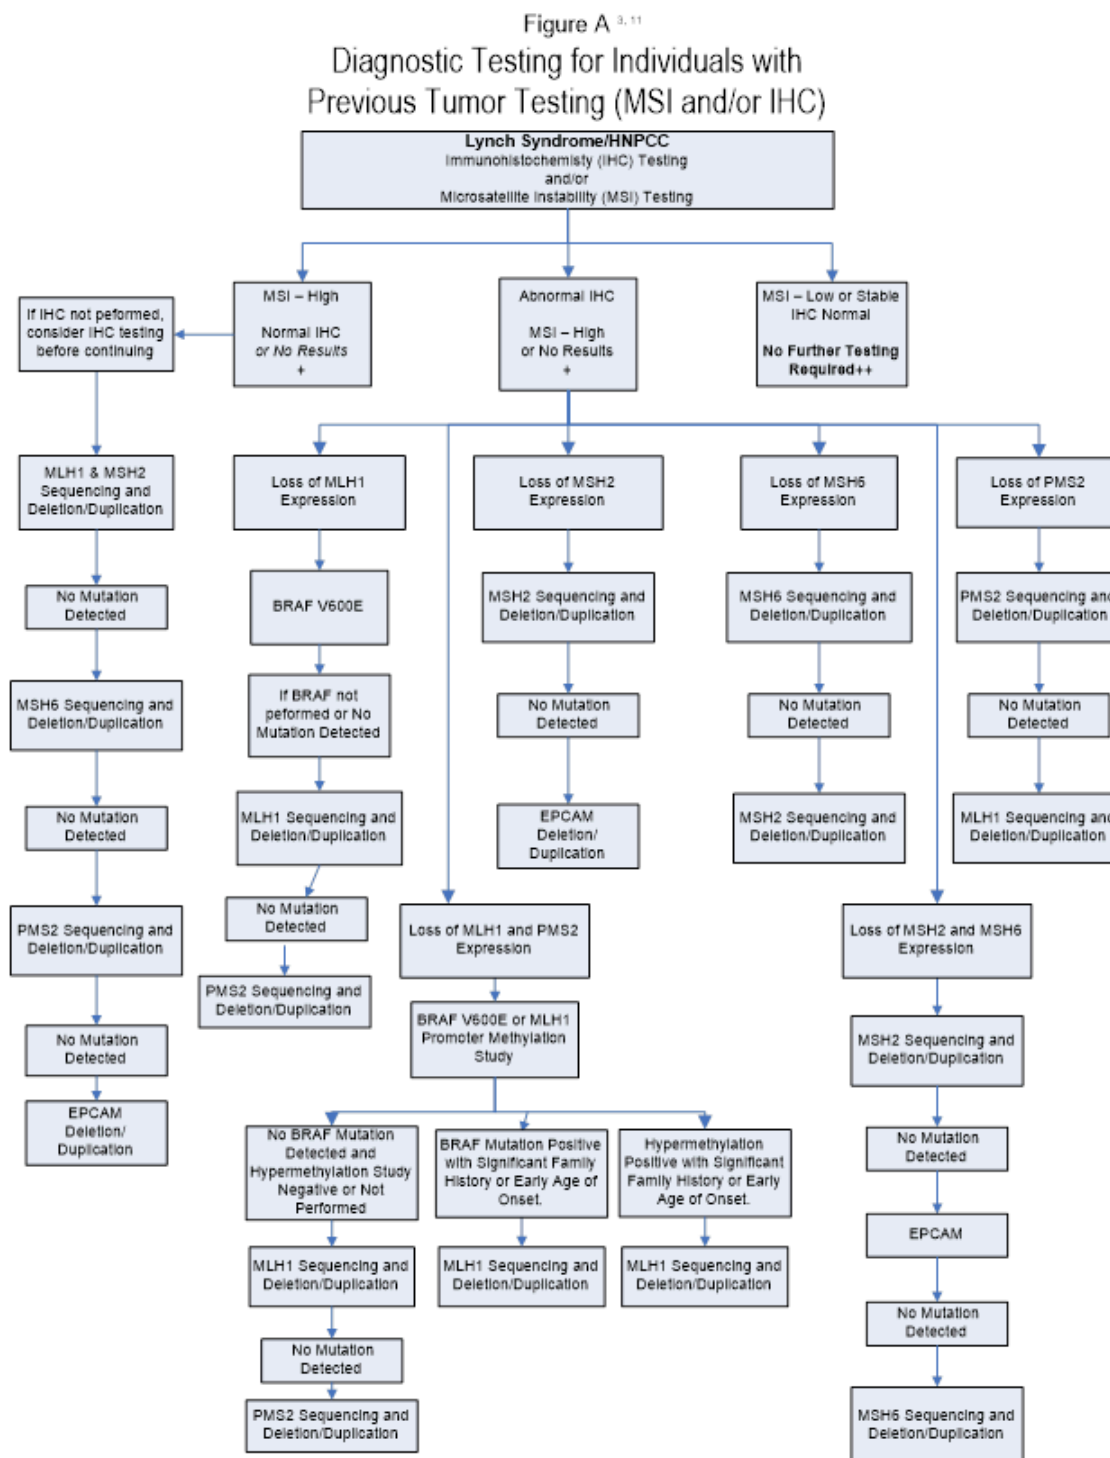 Figure A 3, 11
Diagnostic Testing for Individuals with
Previous Tumor Testing (MSI and/or IHC)
Lynch Syndrome/HNPCC
Immunohistochemisty (IHC) Testing
and/or
Microsatellite Instability (MSI) Testing
If IHC not peformed,
consider IHC testing
before continuing
MSI – High
Normal IHC
or No Results
+
Abnormal IHC
MSI – High
or No Results
+
MSI – Low or Stable
IHC Normal
No Further Testing
Required++
MLH1 & MSH2
Sequencing and
Deletion/Duplication
No Mutation
Detected
MSH6 Sequencing and
Deletion/Duplication
No Mutation
Detected
PMS2 Sequencing and
Deletion/Duplication
No Mutation
Detected
EPCAM
Deletion/
Duplication
Loss of MLH1
Expression
BRAF V600E
If BRAF not
peformed or No
Mutation Detected
MLH1 Sequencing and
Deletion/Duplication
No Mutation
Detected
PMS2 Sequencing and
Deletion/Duplication
Loss of MSH2
Expression
MSH2 Sequencing and
Deletion/Duplication
No Mutation
Detected
EPCAM
Deletion/
Duplication
Loss of MSH6
Expression
MSH6 Sequencing and
Deletion/Duplication
No Mutation
Detected
MSH2 Sequencing and
Deletion/Duplication
Loss of PMS2
Expression
PMS2 Sequencing and
Deletion/Duplication
No Mutation
Detected
MLH1 Sequencing and
Deletion/Duplication
Loss of MLH1 and PMS2
Expression
BRAF V600E or MLH1
Promoter Methylation
Study
No BRAF Mutation
Detected and
Hypermethylation Study
Negative or Not
Performed
MLH1 Sequencing and
Deletion/Duplication
No Mutation
Detected
PMS2 Sequencing and
Deletion/Duplication
BRAF Mutation Positive
with Significant Family
History or Early Age of
Onset.
MLH1 Sequencing and
Deletion/Duplication
Hypermethylation
Positive with Significant
Family History or Early
Age of Onset.
MLH1 Sequencing and
Deletion/Duplication
Loss of MSH2 and MSH6
Expression
MSH2 Sequencing and
Deletion/Duplication
No Mutation
Detected
EPCAM
No Mutation
Detected
MSH6 Sequencing and
Deletion/Duplication